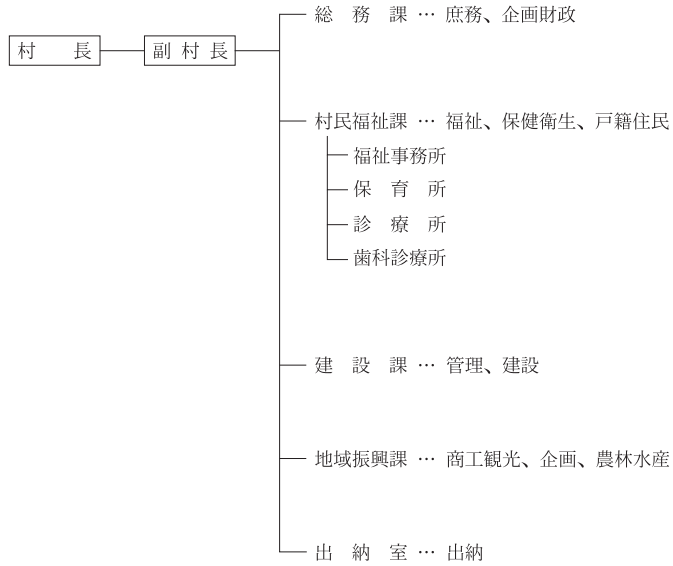 総務課 … 庶務、企画財政
村長 副村長
村民福祉課 … 福祉、保健衛生、戸籍住民
福祉事務所
保育所
診療所
歯科診療所
建設課 … 管理、建設
地域振興課 … 商工観光、企画、農林水産
出納室 … 出納